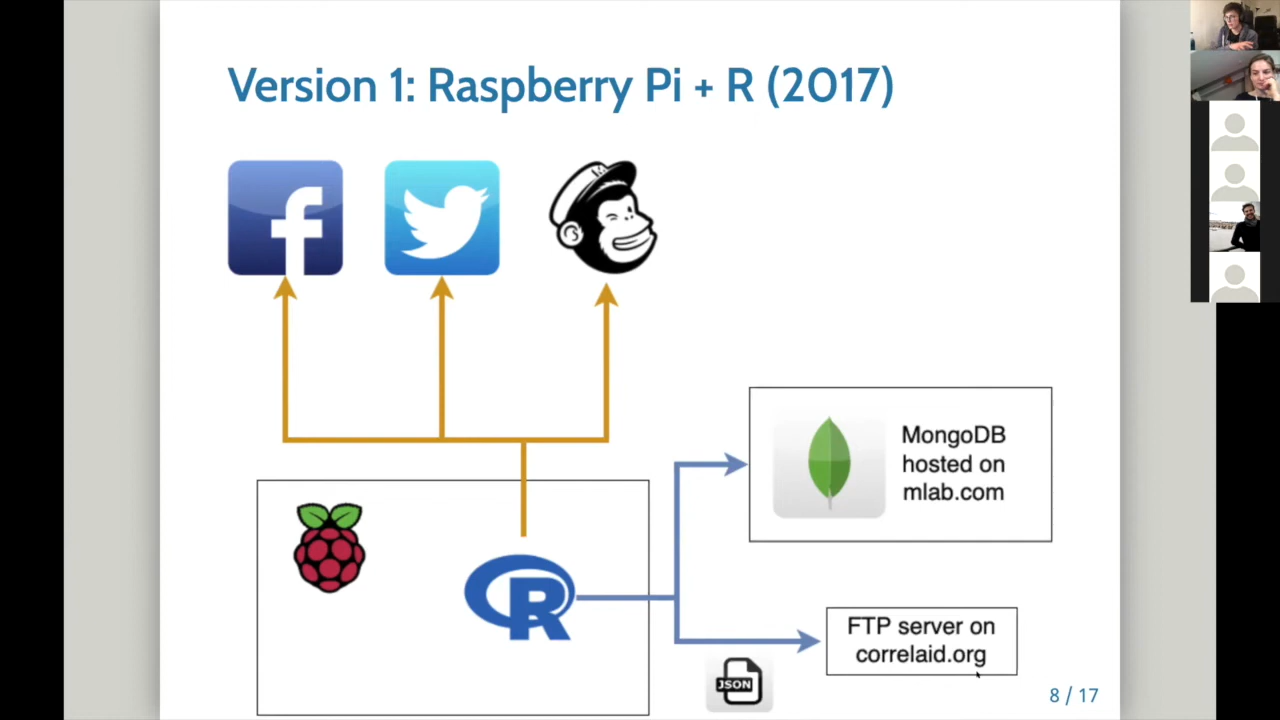 Version 1: Raspberry Pi + R (2017)
MongoDB
hosted on
mlab.com
R
FTP server on
correlaid.org
JSON
8 / 17